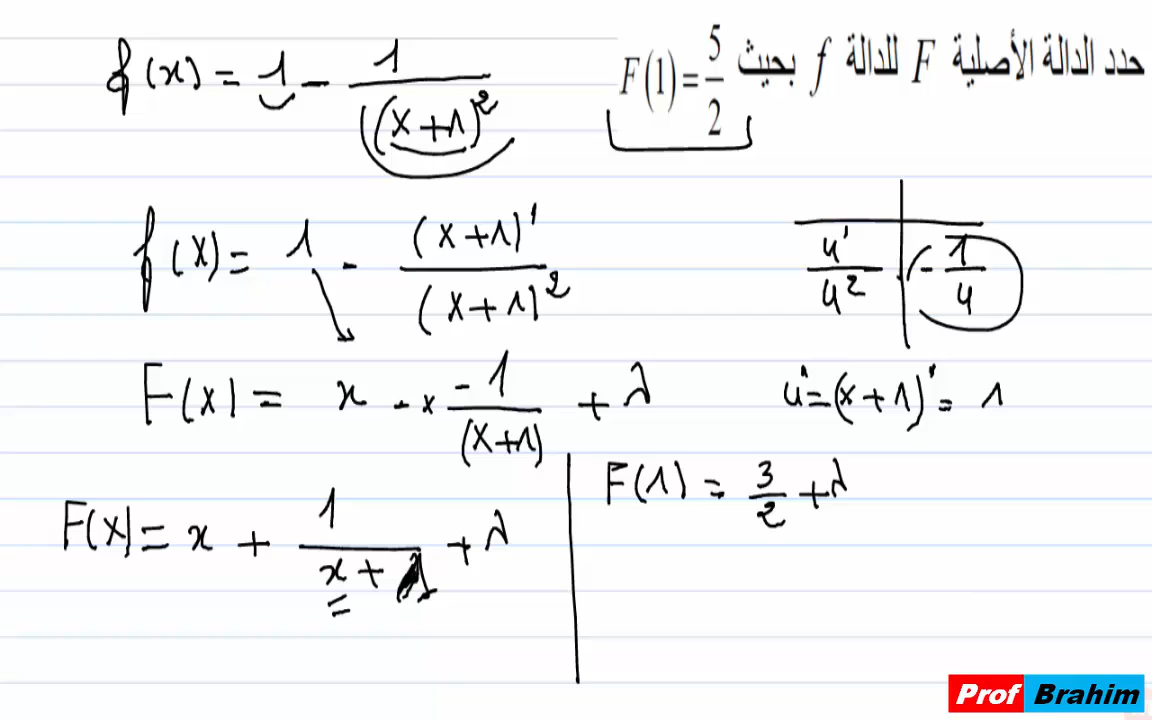 f(x) = 1 - 1/(x+1)²
حدد الدالة الأصلية F للدالة f بحيث F(1) = 5/2
f(x) = 1 - (x+1)'/(x+1)²
u'/u² | -1/u
F(x) = x - x -1/(x+1) + λ
u' = (x+1)' = 1
F(x) = x + 1/(x+1) + λ
F(1) = 3/2 + λ
Prof Brahim